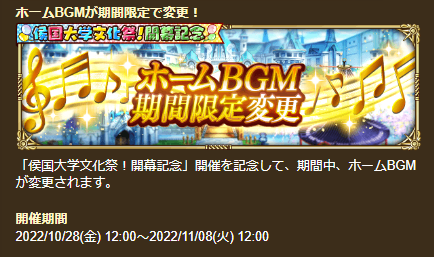 ホームBGMが期間限定で変更！
侯国大学文化祭！開幕記念
ホームBGM
期間限定変更
「侯国大学文化祭！開幕記念」開催を記念して、期間中、ホームBGM
が変更されます。
開催期間
2022/10/28(金) 12:00～2022/11/08(火) 12:00